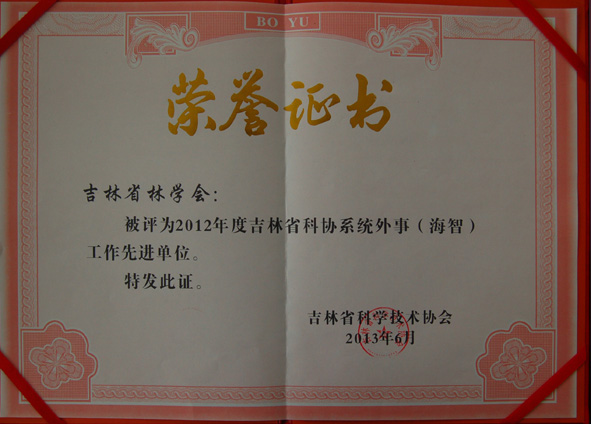 BO YU
荣誉证书
吉林省林学会：
被评为2012年度吉林省科协系统外事（海智）
工作先进单位。
特发此证。
吉林省科学技术协会
2013年6月